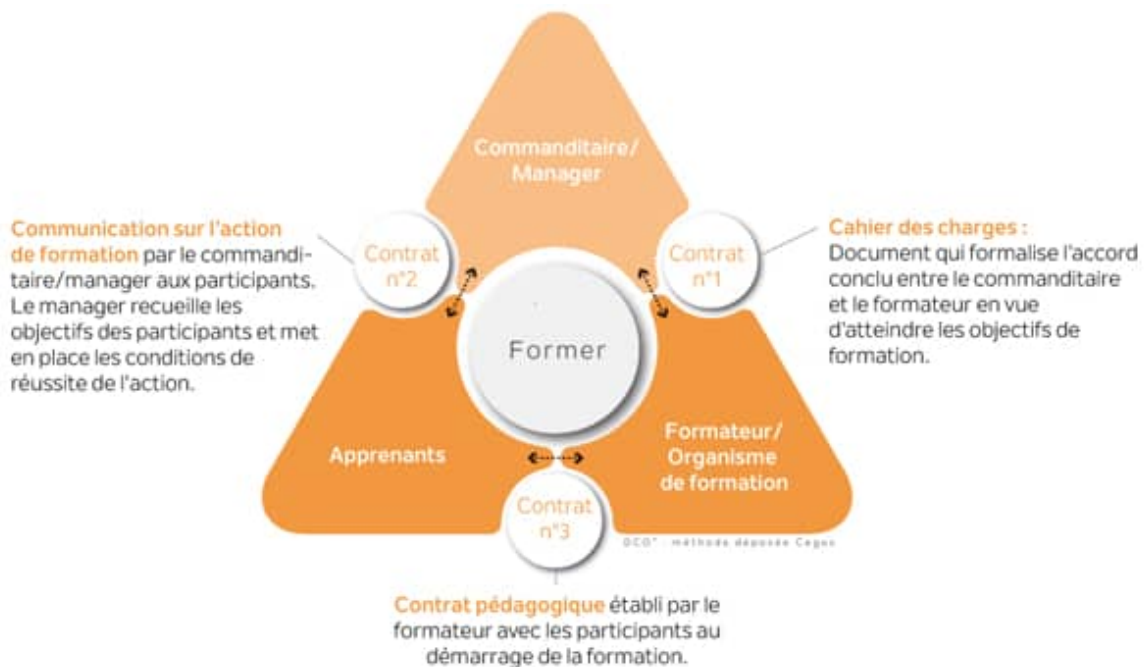 Commanditaire/
Manager
Communication sur l'action
de formation par le commandi-
taire/manager aux participants.
Le manager recueille les
objectifs des participants et met
en place les conditions de
réussite de l'action.
Contrat
n°2
Contrat
n°1
Cahier des charges :
Document qui formalise l'accord
conclu entre le commanditaire
et le formateur en vue
d'atteindre les objectifs de
formation.
Former
Apprenants
Formateur/
Organisme
de formation
Contrat
n°3
méthode déposée Cegos
Contrat pédagogique établi par le
formateur avec les participants au
démarrage de la formation.